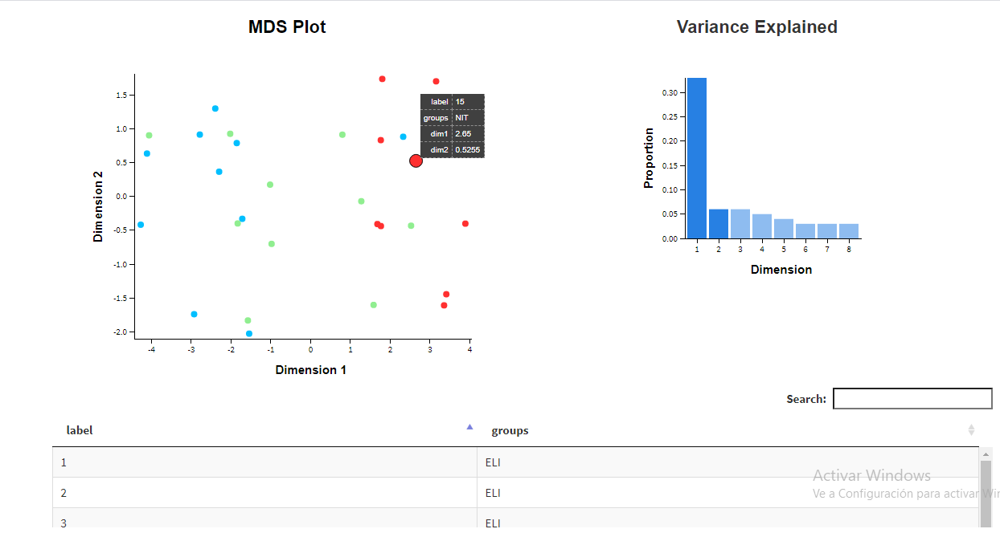 MDS Plot
Variance Explained
Dimension 2
1.5
1.0
0.5
0.0
-0.5
-1.0
-1.5
-2.0
label 15
groups NIT
dim1 2.65
dim2 0.5255
-4 -3 -2 -1 0 1 2 3 4
Dimension 1
Proportion
0.30
0.25
0.20
0.15
0.10
0.05
0.00
1 2 3 4 5 6 7 8
Dimension
Search:
label groups
1 ELI
2 ELI
3 ELI
Activar Windows
Ve a Configuración para activar Win